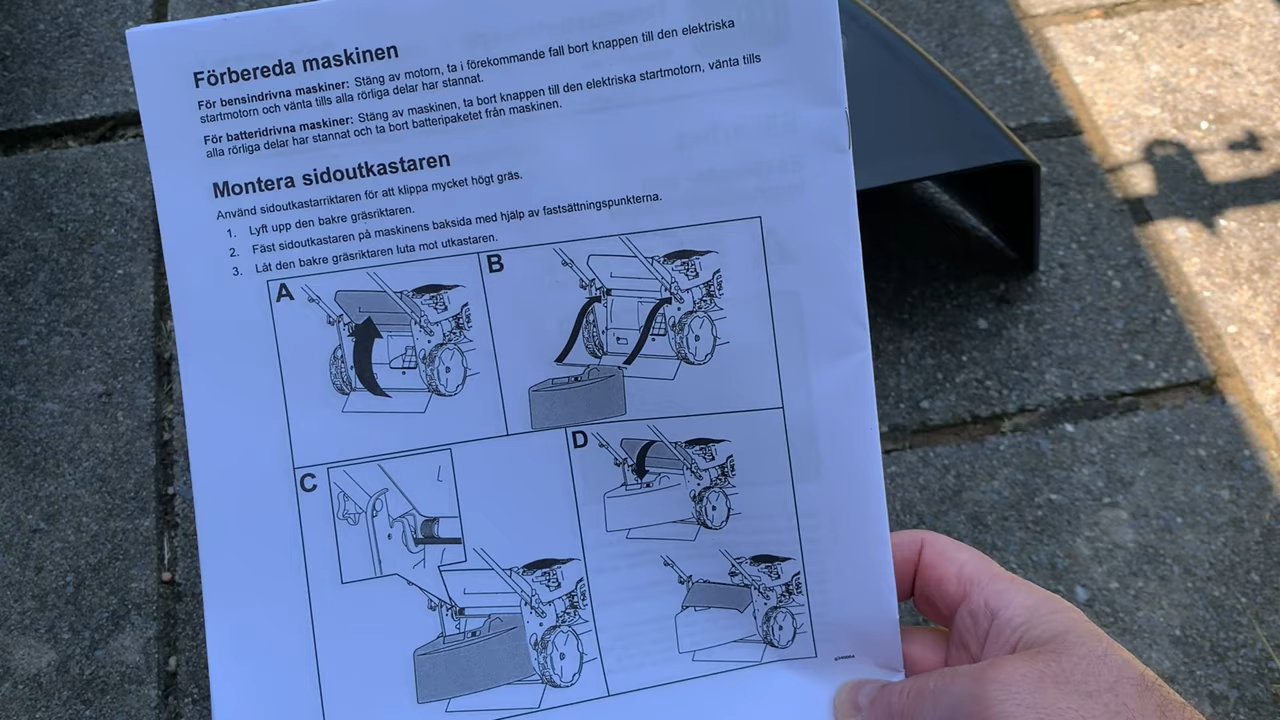 Förbereda maskinen
För bensindrivna maskiner: Stäng av motorn, ta i förekommande fall bort knappen till den elektriska
startmotorn och vänta tills alla rörliga delar har stannat.
För batteridrivna maskiner: Stäng av maskinen, ta bort knappen till den elektriska startmotorn, vänta tills
alla rörliga delar har stannat och ta bort batteripaketet från maskinen.
Montera sidoutkastaren
Använd sidoutkastarriktaren för att klippa mycket högt gräs.
1. Lyft upp den bakre gräsriktaren.
2. Fäst sidoutkastaren på maskinens baksida med hjälp av fastsättningspunkterna.
3. Låt den bakre gräsriktaren luta mot utkastaren.
A
B
C
D